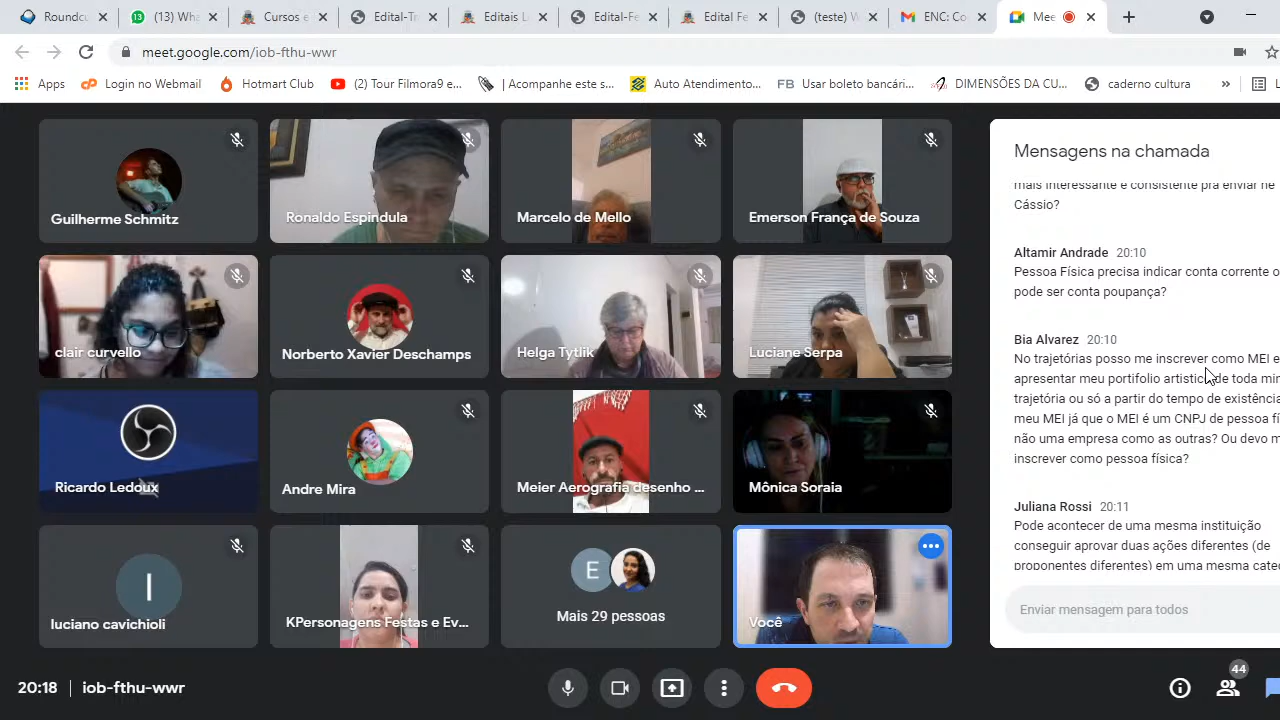 Roundcu
(13) Wha
Cursos e
Edital-Tr
Editais L
Edital-Fe
Edital Fe
(teste) W
ENC: Co
Mee
meet.google.com/iob-fthu-wwr
Apps
Login no Webmail
Hotmart Club
(2) Tour Filmora9 e...
| Acompanhe este s...
Auto Atendimento...
FB Usar boleto bancári...
DIMENSÕES DA CU...
caderno cultura
»
Guilherme Schmitz
Ronaldo Espindula
Marcelo de Mello
Emerson França de Souza
clair curvello
Norberto Xavier Deschamps
Helga Tytlik
Luciane Serpa
Ricardo Ledoux
Andre Mira
Meier Aerografia desenho ...
Mônica Soraia
I
luciano cavichioli
KPersonagens Festas e Ev...
E
Mais 29 pessoas
Você
Mensagens na chamada
mais interessante e consistente pra enviar ne
Cássio?
Altamir Andrade 20:10
Pessoa Física precisa indicar conta corrente o
pode ser conta poupança?
Bia Alvarez 20:10
No trajetórias posso me inscrever como MEI e
apresentar meu portifolio artistico de toda min
trajetória ou só a partir do tempo de existência
meu MEI já que o MEI é um CNPJ de pessoa fí
não uma empresa como as outras? Ou devo m
inscrever como pessoa física?
Juliana Rossi 20:11
Pode acontecer de uma mesma instituição
conseguir aprovar duas ações diferentes (de
proponentes diferentes) em uma mesma cate
Enviar mensagem para todos
20:18 | iob-fthu-wwr
44